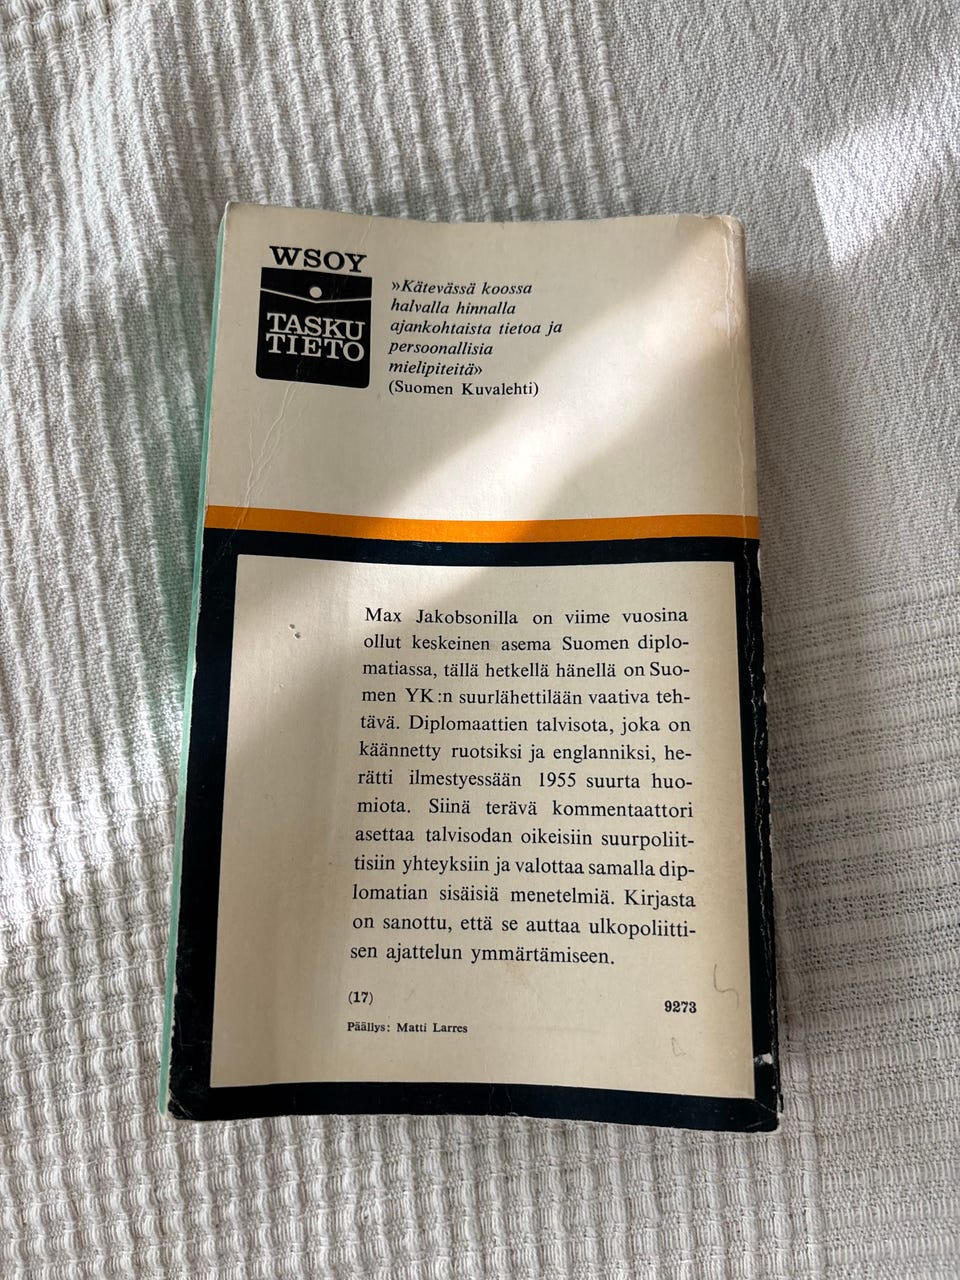 WSOY
TASKU
TIETO
»Kätevässä koossa
halvalla hinnalla
ajankohtaista tietoa ja
persoonallisia
mielipiteitä»
(Suomen Kuvalehti)
Max Jakobsonilla on viime vuosina
ollut keskeinen asema Suomen diplo-
matiassa, tällä hetkellä hänellä on Suo-
men YK:n suurlähettilään vaativa teh-
tävä. Diplomaattien talvisota, joka on
käännetty ruotsiksi ja englanniksi, he-
rätti ilmestyessään 1955 suurta huo-
miota. Siinä terävä kommentaattori
asettaa talvisodan oikeisiin suurpoliit-
tisiin yhteyksiin ja valottaa samalla dip-
lomatian sisäisiä menetelmiä. Kirjasta
on sanottu, että se auttaa ulkopoliitti-
sen ajattelun ymmärtämiseen.
(17)
9273
Päällys: Matti Larres